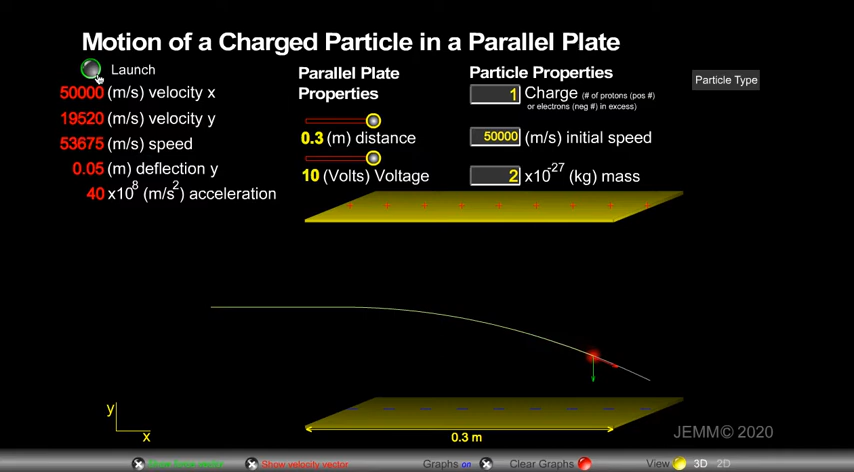 Motion of a Charged Particle in a Parallel Plate
Launch
50000 (m/s) velocity x
19520 (m/s) velocity y
53675 (m/s) speed
0.05 (m) deflection y
40 x10⁸ (m/s²) acceleration
Parallel Plate
Properties
0.3 (m) distance
10 (Volts) Voltage
Particle Properties
1 Charge (# of protons (pos #)
or electrons (neg #) in excess)
50000 (m/s) initial speed
2 x10⁻²⁷ (kg) mass
Particle Type
+ + + + + + + + +
- - - - - - - - -
0.3 m
y
x
JEMM© 2020
Show velocity vector
Graphs on
Clear Graphs
View 3D 2D